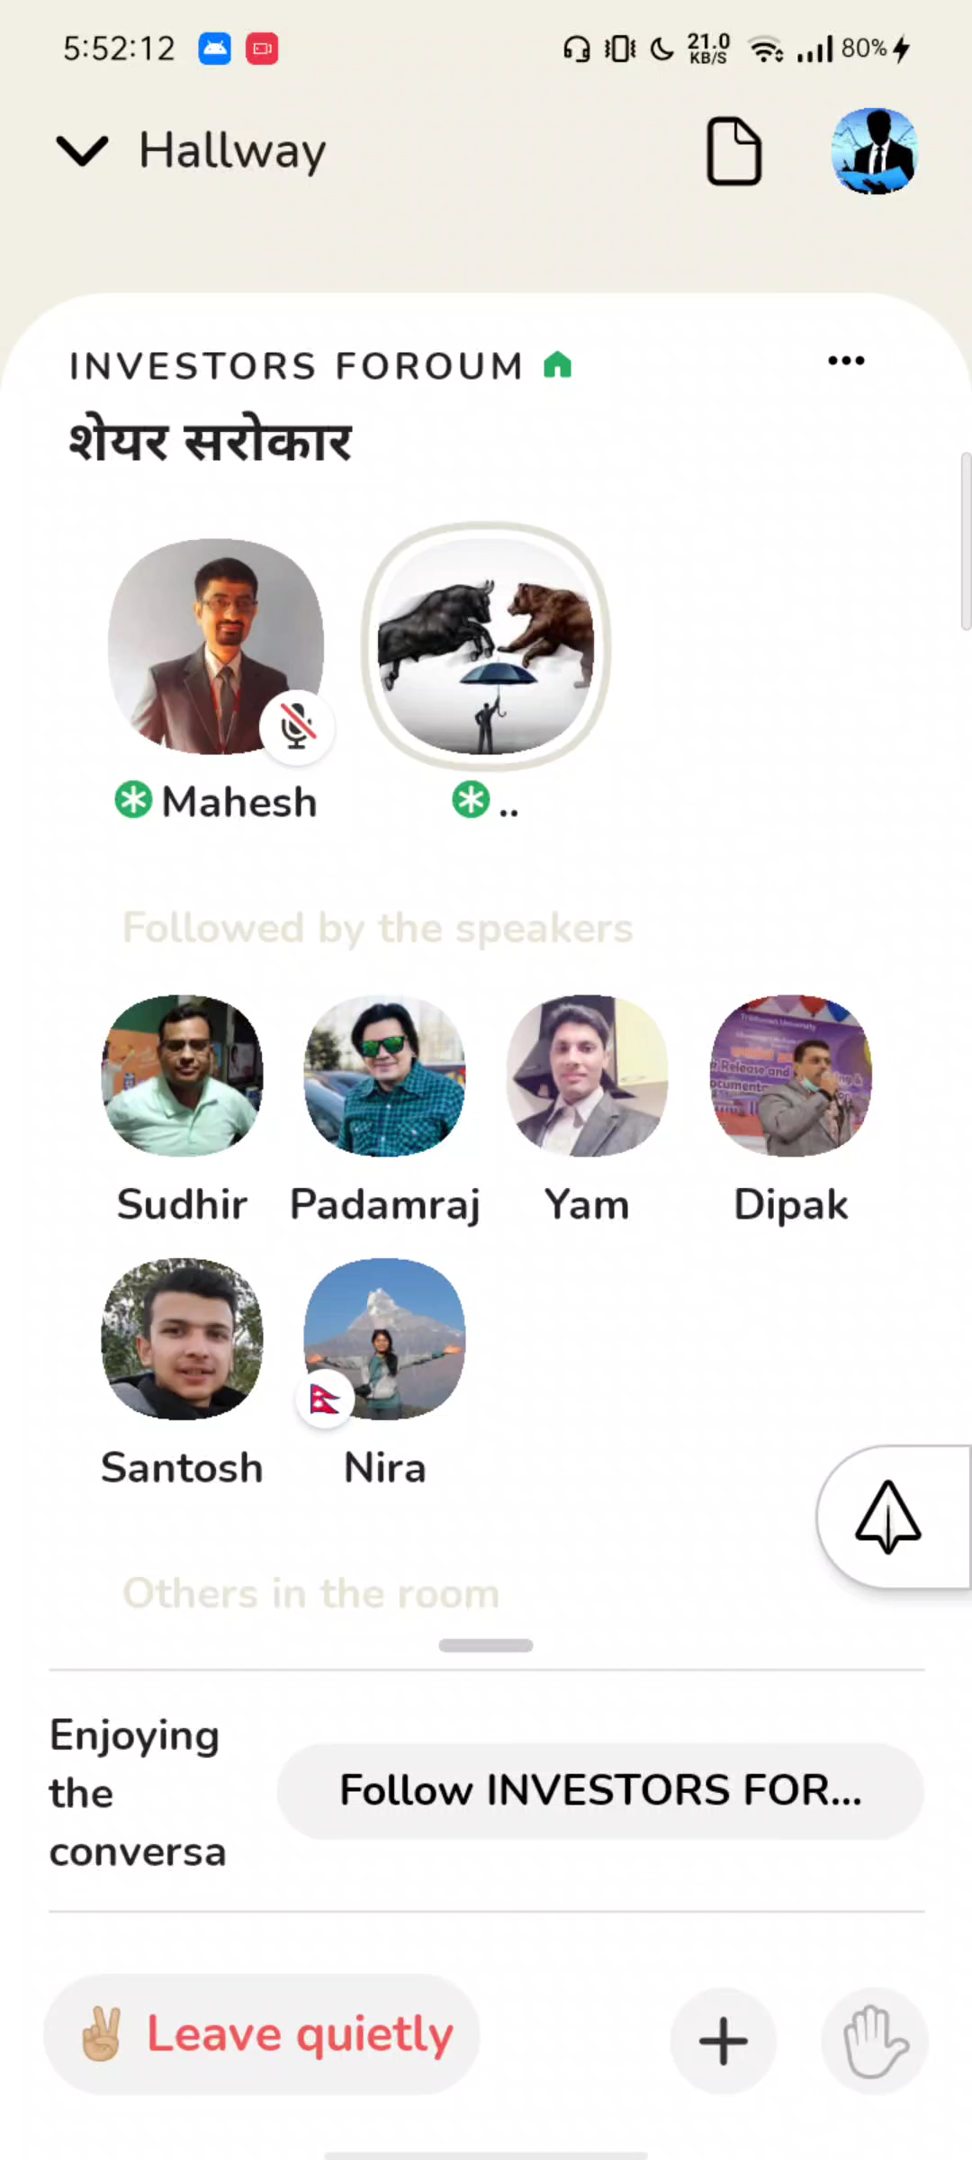 5:52:12 21.0 KB/S 80%
Hallway
INVESTORS FOROUM
शेयर सरोकार
Mahesh ..
Followed by the speakers
Sudhir Padamraj Yam Dipak
Santosh Nira
Others in the room
Enjoying
the
conversa
Follow INVESTORS FOR...
Leave quietly